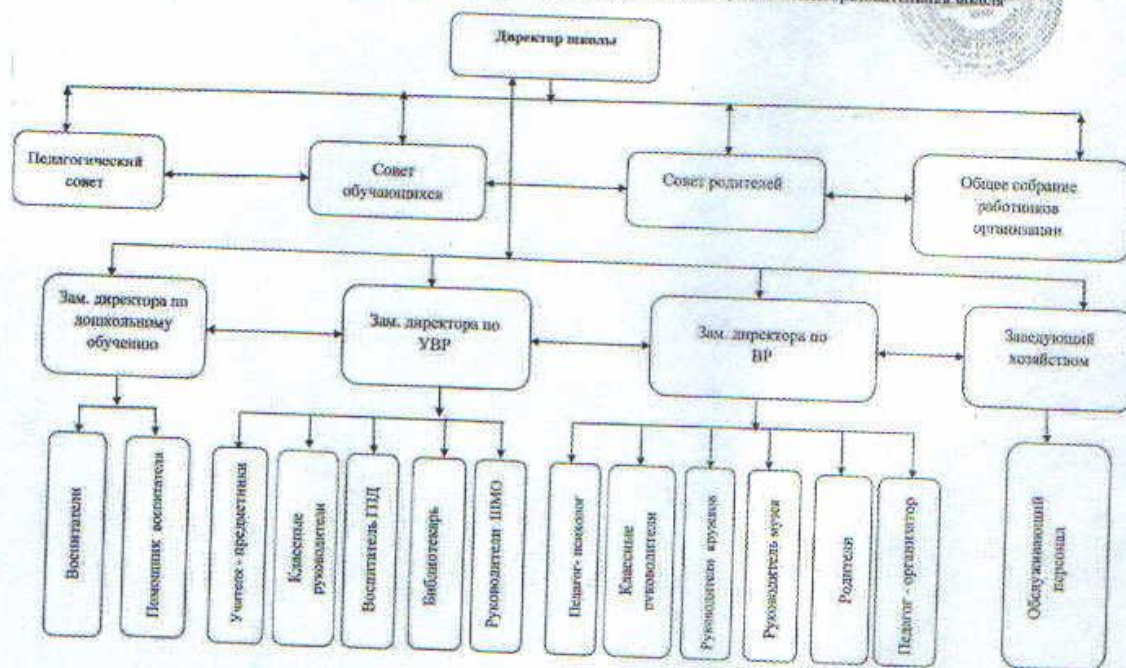 Директор школы
Педагогический
совет
Совет
обучающихся
Совет родителей
Общее собрание
работников
организации
Зам. директора по
дошкольному
обучению
Зам. директора по
УВР
Зам. директора по
ВР
Заведующий
хозяйством
Воспитатели
Помощник воспитателя
Учителя - предметники
Классные
руководители
Воспитатель ГПД
Библиотекарь
Руководители ШМО
Педагог- психолог
Классные
руководители
Руководители кружков
Руководитель музея
Родители
Педагог - организатор
Обслуживающий
персонал